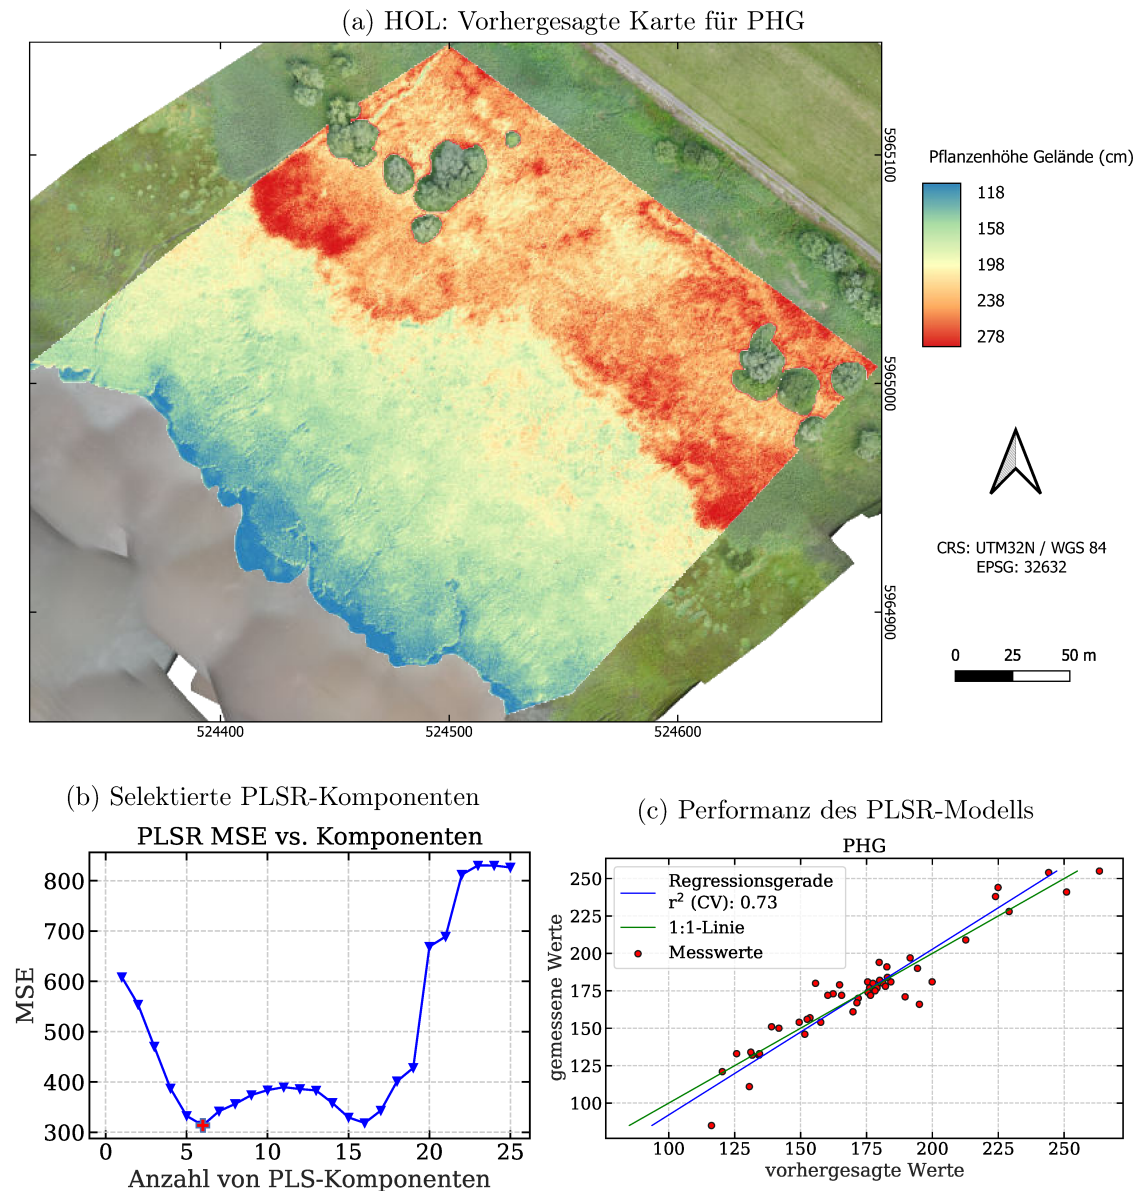 (a) HOL: Vorhergesagte Karte für PHG
Pflanzenhöhe Gelände (cm)
118
158
198
238
278
5965100
5965000
5964900
CRS: UTM32N / WGS 84
EPSG: 32632
0 25 50 m
524400 524500 524600
(b) Selektierte PLSR-Komponenten
PLSR MSE vs. Komponenten
MSE
800
700
600
500
400
300
0 5 10 15 20 25
Anzahl von PLS-Komponenten
(c) Performanz des PLSR-Modells
PHG
gemessene Werte
250
225
200
175
150
125
100
Regressionsgerade
r² (CV): 0.73
1:1-Linie
Messwerte
100 125 150 175 200 225 250
vorhergesagte Werte